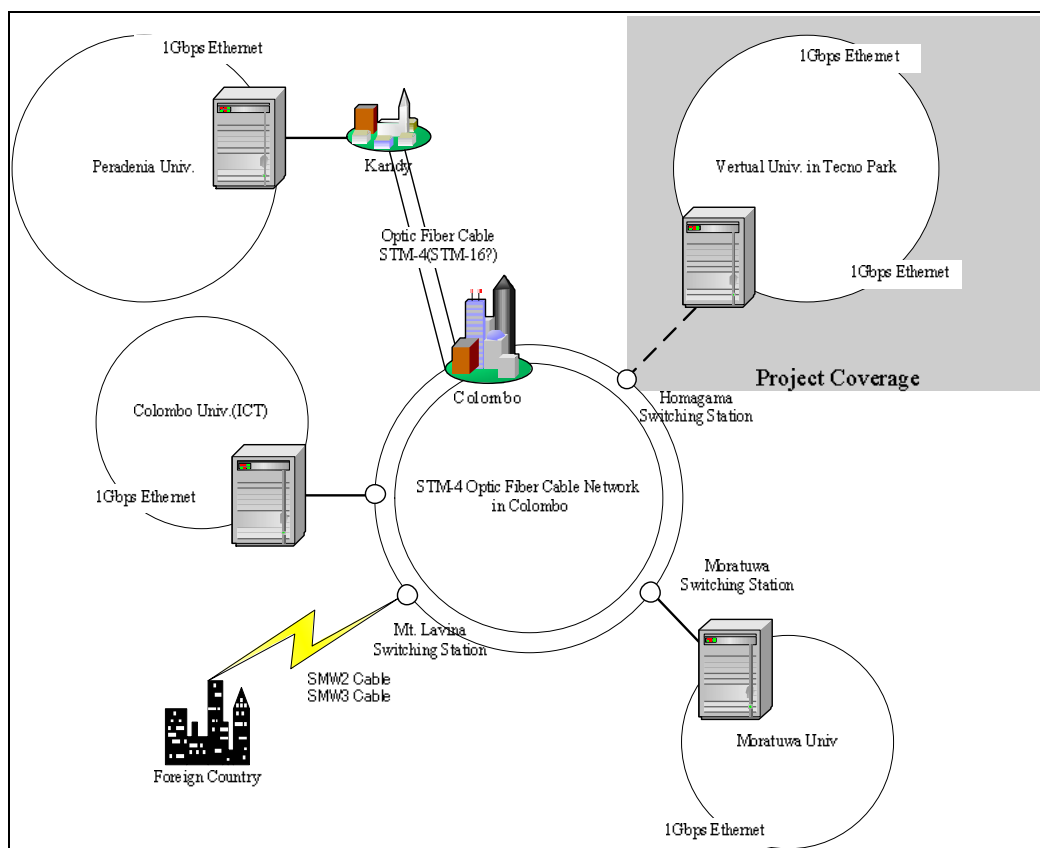 1Gbps Ethernet
Peradenia Univ.
Kandy
Optic Fiber Cable
STM-4(STM-16?)
1Gbps Ethernet
Vertual Univ. in Tecno Park
1Gbps Ethernet
Project Coverage
Colombo
Homagama
Switching Station
Colombo Univ.(ICT)
1Gbps Ethernet
STM-4 Optic Fiber Cable Network
in Colombo
Moratuwa
Switching Station
Mt. Lavina
Switching Station
SMW2 Cable
SMW3 Cable
Foreign Country
Moratuwa Univ
1Gbps Ethernet